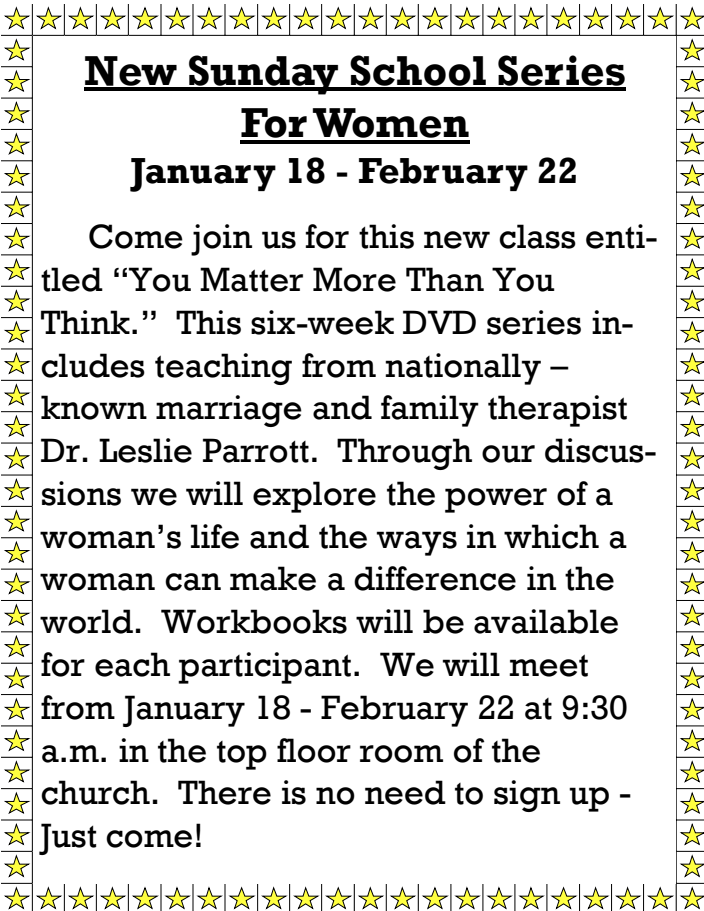 New Sunday School Series
For Women
January 18 - February 22
Come join us for this new class enti-
tled “You Matter More Than You
Think.”  This six-week DVD series in-
cludes teaching from nationally –
known marriage and family therapist
Dr. Leslie Parrott.  Through our discus-
sions we will explore the power of a
woman’s life and the ways in which a
woman can make a difference in the
world.  Workbooks will be available
for each participant.  We will meet
from January 18 - February 22 at 9:30
a.m. in the top floor room of the
church.  There is no need to sign up -
Just come!